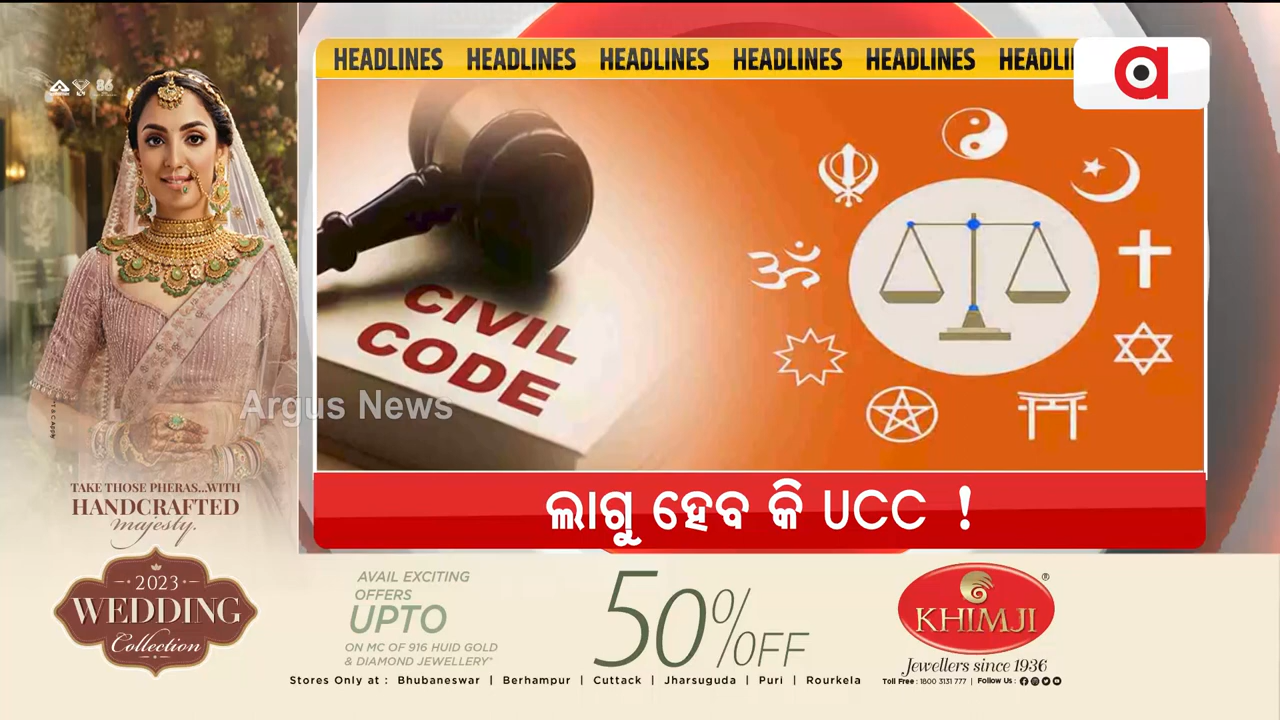 HEADLINES HEADLINES HEADLINES HEADLINES HEADLINES HEADLI
86
CIVIL
CODE
Argus News
ଲାଗୁ ହେବ କି UCC !
T & C Apply
TAKE THOSE PHERAS...WITH
HANDCRAFTED
majesty.
2023
WEDDING
Collection
AVAIL EXCITING
OFFERS
UPTO
ON MC OF 916 HUID GOLD
& DIAMOND JEWELLERY*
50%OFF
KHIMJI®
Jewellers since 1936
Stores Only at : Bhubaneswar | Berhampur | Cuttack | Jharsuguda | Puri | Rourkela
Toll Free : 1800 3131 777 | Follow Us :